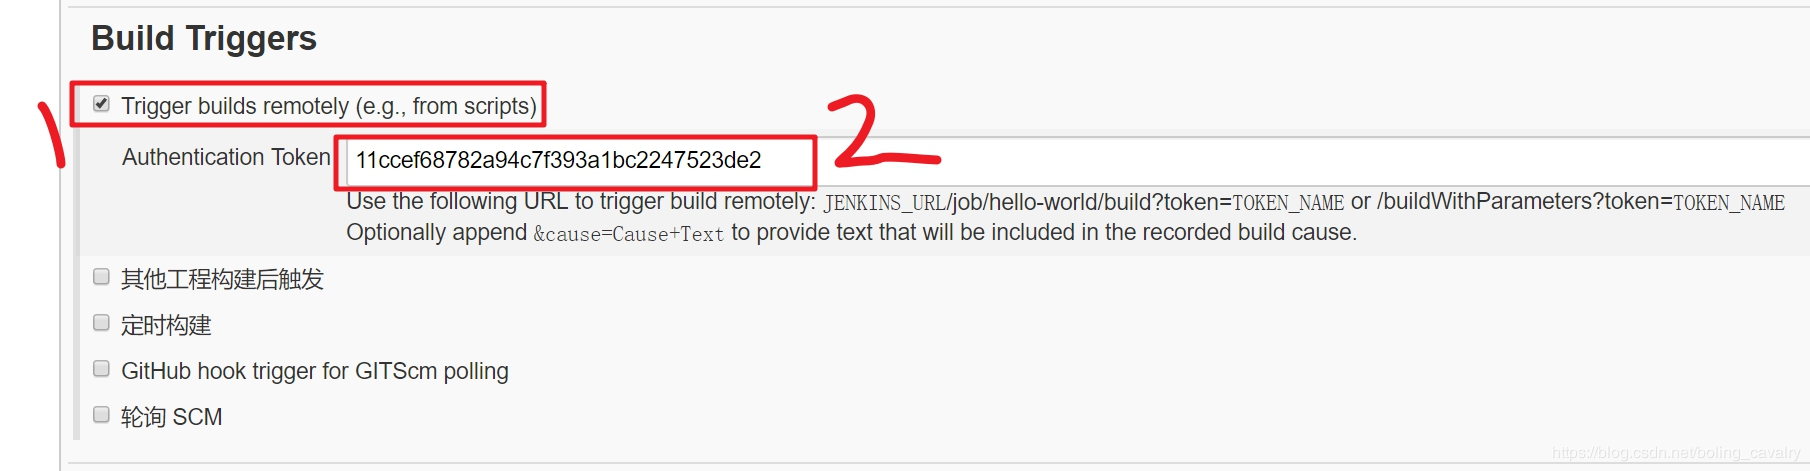 Build Triggers
1
Trigger builds remotely (e.g., from scripts)
2
Authentication Token
11ccef68782a94c7f393a1bc2247523de2
Use the following URL to trigger build remotely: JENKINS_URL/job/hello-world/build?token=TOKEN_NAME or /buildWithParameters?token=TOKEN_NAME
Optionally append &cause=Cause+Text to provide text that will be included in the recorded build cause.
其他工程构建后触发
定时构建
GitHub hook trigger for GITScm polling
轮询 SCM
https://blog.csdn.net/boling_cavalry